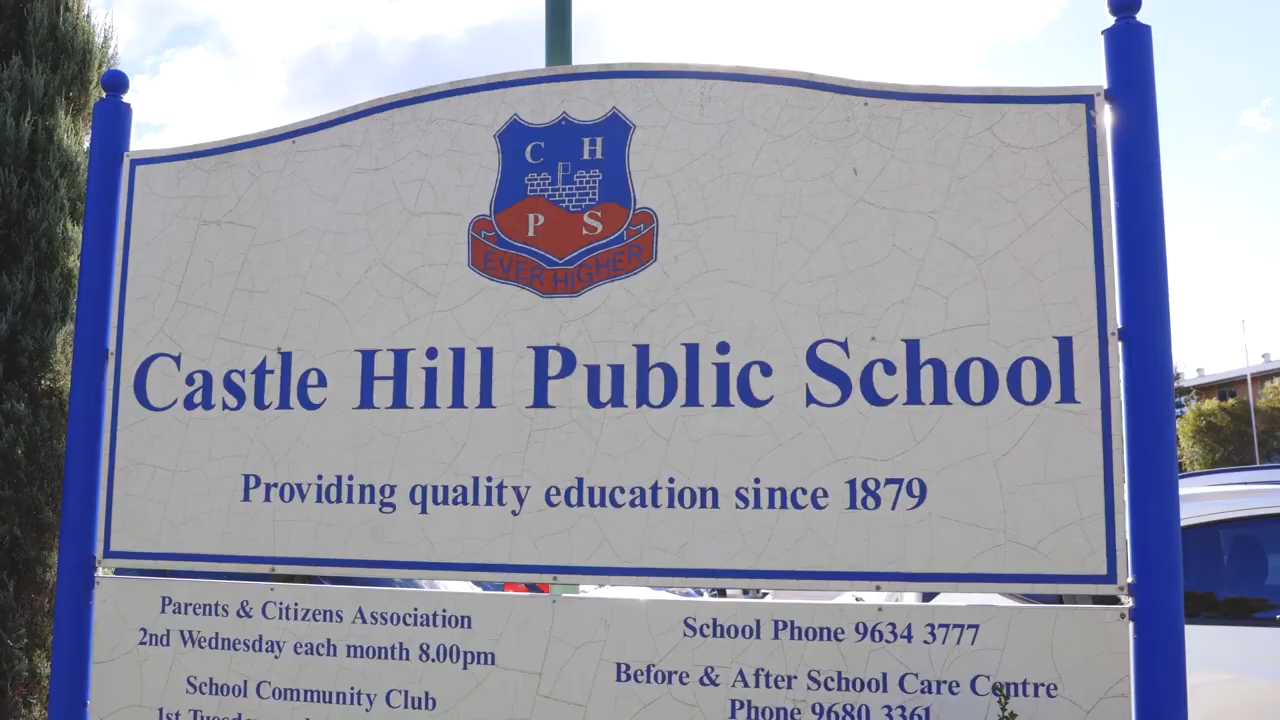 C H
P S
EVER HIGHER
Castle Hill Public School
Providing quality education since 1879
Parents & Citizens Association
2nd Wednesday each month 8.00pm
School Community Club
1st
School Phone 9634 3777
Before & After School Care Centre
Phone 9680 3361